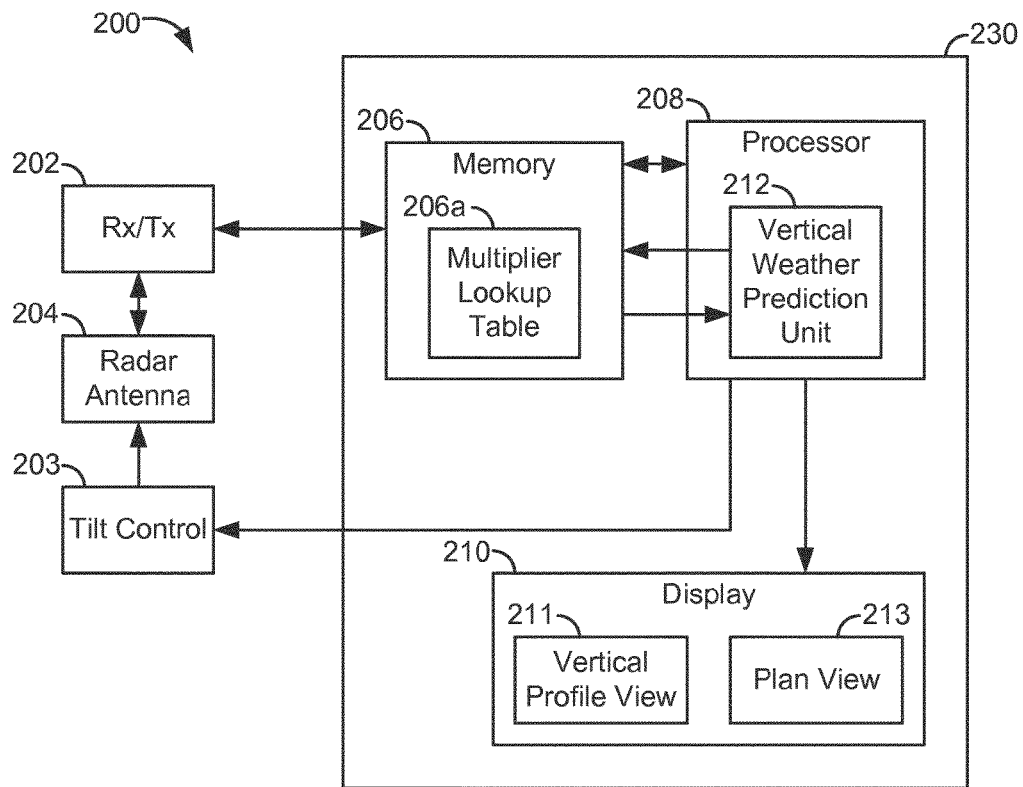 200
230
208
206
Processor
Memory
202
212
206a
Rx/Tx
Vertical
Weather
Prediction
Unit
Multiplier
Lookup
Table
204
Radar
Antenna
203
Tilt Control
210
Display
211
213
Vertical
Profile View
Plan View